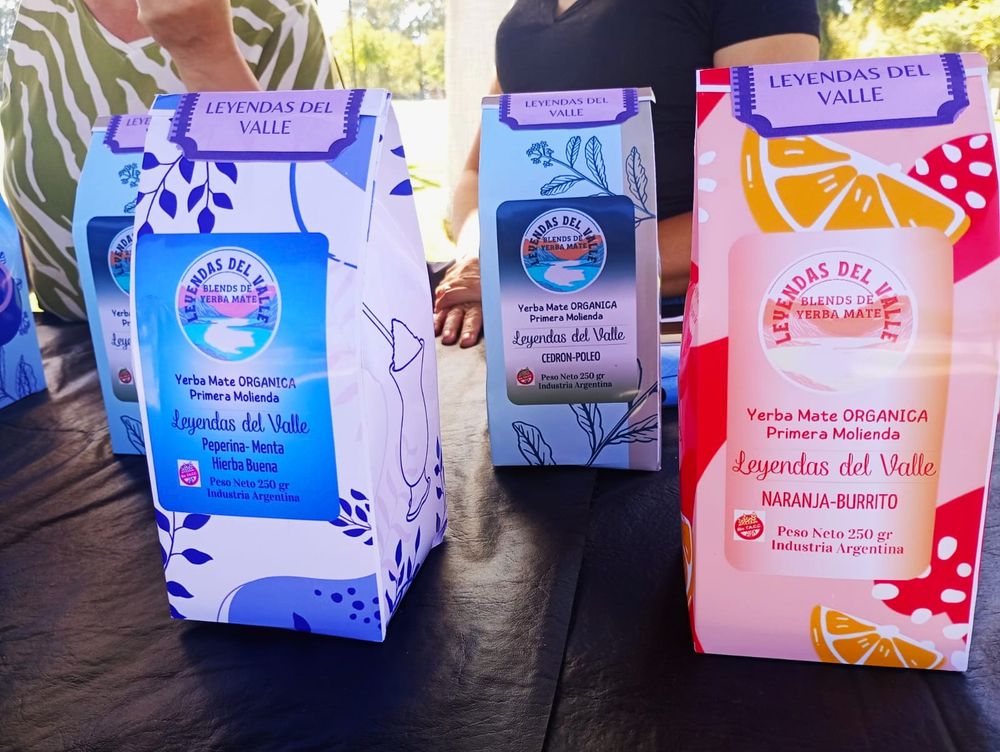 LEYENDAS DEL
VALLE
LEYENDAS DEL VALLE
BLENDS DE
YERBA MATE
Yerba Mate ORGANICA
Primera Molienda
Leyendas del Valle
Peperina- Menta
Hierba Buena
Peso Neto 250 gr
Industria Argentina
LEYENDAS DEL
VALLE
LEYENDAS DEL VALLE
BLENDS DE
YERBA MATE
Yerba Mate ORGANICA
Primera Molienda
Leyendas del Valle
CEDRON-POLEO
Peso Neto 250 gr
Industria Argentina
LEYENDAS DEL
VALLE
LEYENDAS DEL VALLE
BLENDS DE
YERBA MATE
Yerba Mate ORGANICA
Primera Molienda
Leyendas del Valle
NARANJA-BURRITO
Sin T.A.C.C.
Peso Neto 250 gr
Industria Argentina